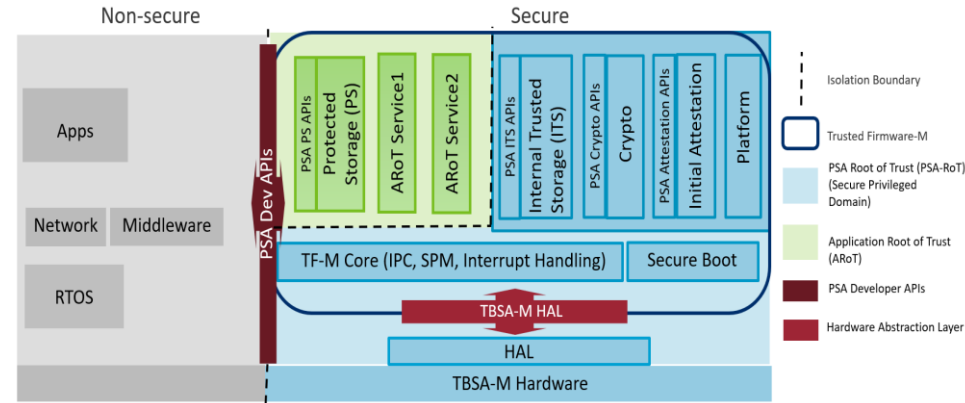 Non-secure
Secure
Apps
Network
Middleware
RTOS
PSA Dev APIs
PSA PS APIs
Protected
Storage (PS)
ARoT Service1
ARoT Service2
PSA ITS APIs
Internal Trusted
Storage (ITS)
PSA Crypto APIs
Crypto
PSA Attestation APIs
Initial Attestation
Platform
TF-M Core (IPC, SPM, Interrupt Handling)
Secure Boot
TBSA-M HAL
HAL
TBSA-M Hardware
Isolation Boundary
Trusted Firmware-M
PSA Root of Trust (PSA-RoT)
(Secure Privileged
Domain)
Application Root of Trust
(ARoT)
PSA Developer APIs
Hardware Abstraction Layer